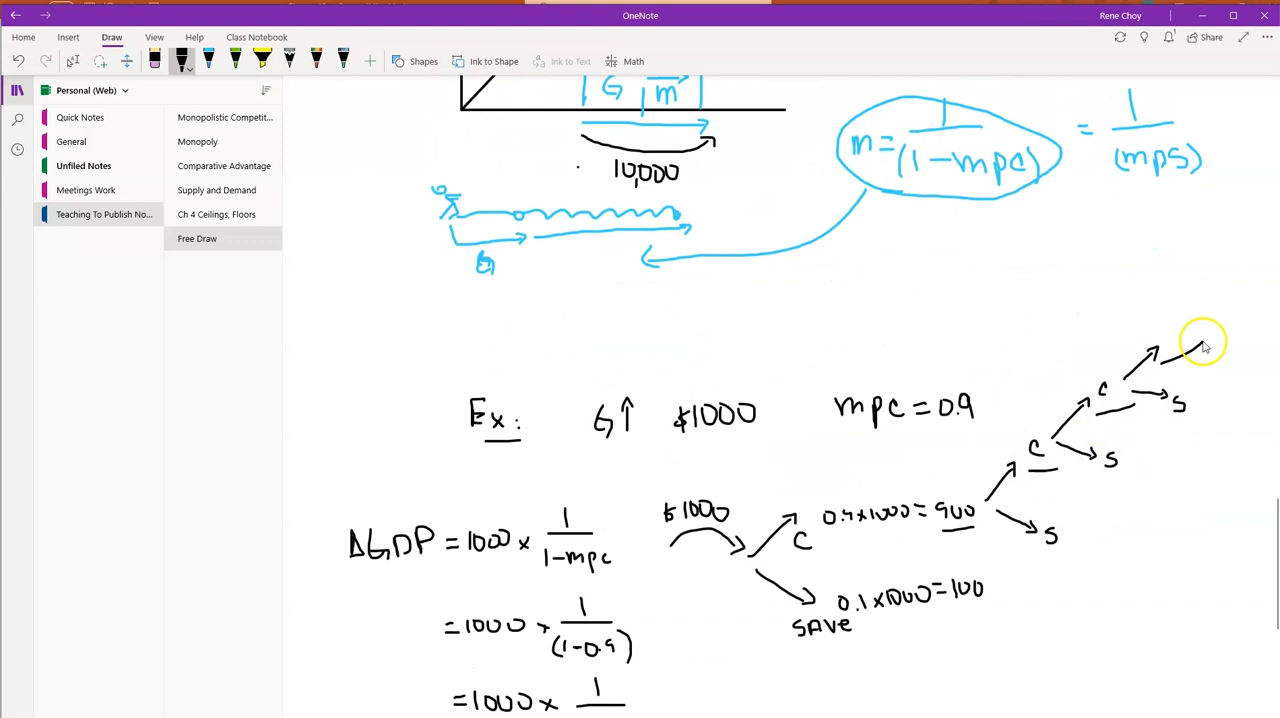 OneNote
Rene Choy
Home Insert Draw View Help Class Notebook
Share
Shapes Ink to Shape Ink to Text Math
Personal (Web)
Quick Notes
General
Unfiled Notes
Meetings Work
Teaching To Publish No...
Monopolistic Competit...
Monopoly
Comparative Advantage
Supply and Demand
Ch 4 Ceilings, Floors
Free Draw
G m
10,000
m = 1 / (1 - mpc) = 1 / (mps)
G
Ex: G↑ $1000 mpc = 0.9
ΔGDP = 1000 × 1 / 1 - mpc
= 1000 × 1 / (1 - 0.9)
= 1000 × 1
$1000
C 0.9 × 1000 = 900
SAVE 0.1 × 1000 = 100
C
S
C
S
S